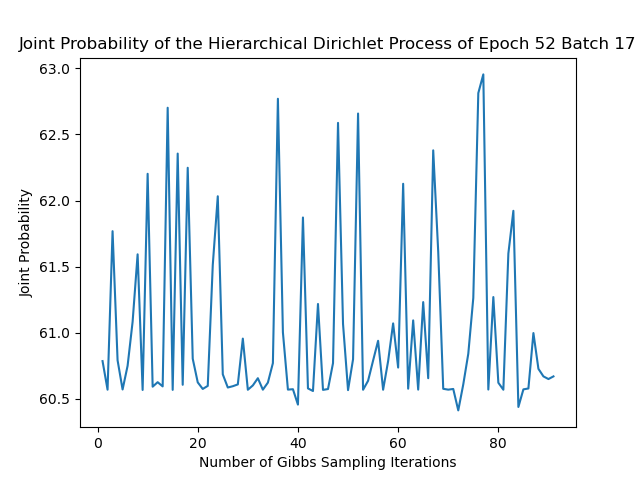 Joint Probability of the Hierarchical Dirichlet Process of Epoch 52 Batch 17
63.0
62.5
62.0
61.5
61.0
60.5
Joint Probability
0 20 40 60 80
Number of Gibbs Sampling Iterations